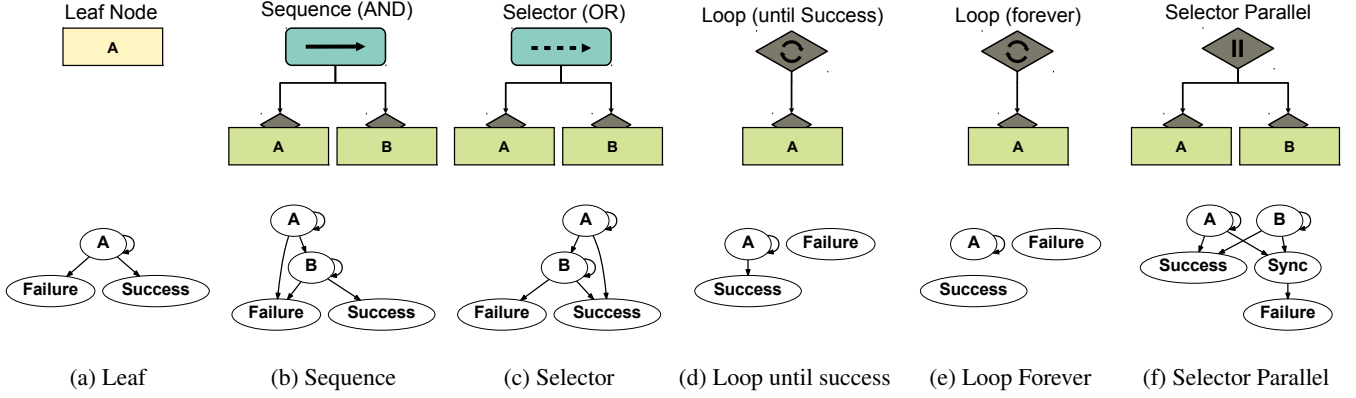 Leaf Node
A
Sequence (AND)
A B
Selector (OR)
A B
Loop (until Success)
A
Loop (forever)
A
Selector Parallel
A B
A
Failure Success
A
B
Failure Success
A
B
Failure Success
A Failure
Success
A Failure
Success
A B
Success Sync
Failure
(a) Leaf
(b) Sequence
(c) Selector
(d) Loop until success
(e) Loop Forever
(f) Selector Parallel